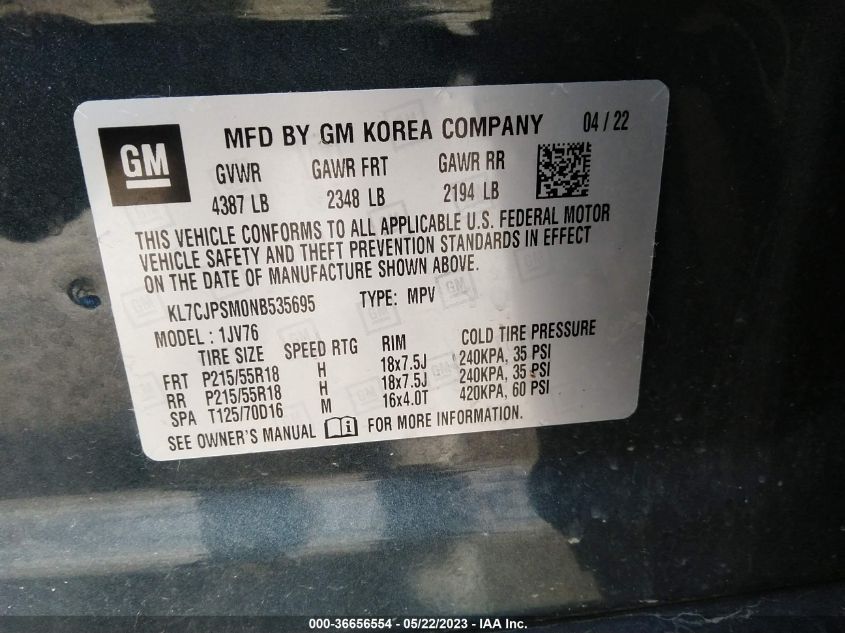 GM
MFD BY GM KOREA COMPANY 04 / 22
GVWR GAWR FRT GAWR RR
4387 LB 2348 LB 2194 LB
THIS VEHICLE CONFORMS TO ALL APPLICABLE U.S. FEDERAL MOTOR
VEHICLE SAFETY AND THEFT PREVENTION STANDARDS IN EFFECT
ON THE DATE OF MANUFACTURE SHOWN ABOVE.
KL7CJPSM0NB535695 TYPE: MPV
MODEL : 1JV76
TIRE SIZE SPEED RTG RIM COLD TIRE PRESSURE
FRT P215/55R18 H 18x7.5J 240KPA, 35 PSI
RR P215/55R18 H 18x7.5J 240KPA, 35 PSI
SPA T125/70D16 M 16x4.0T 420KPA, 60 PSI
SEE OWNER'S MANUAL i FOR MORE INFORMATION.
000-36656554 - 05/22/2023 - IAA Inc.